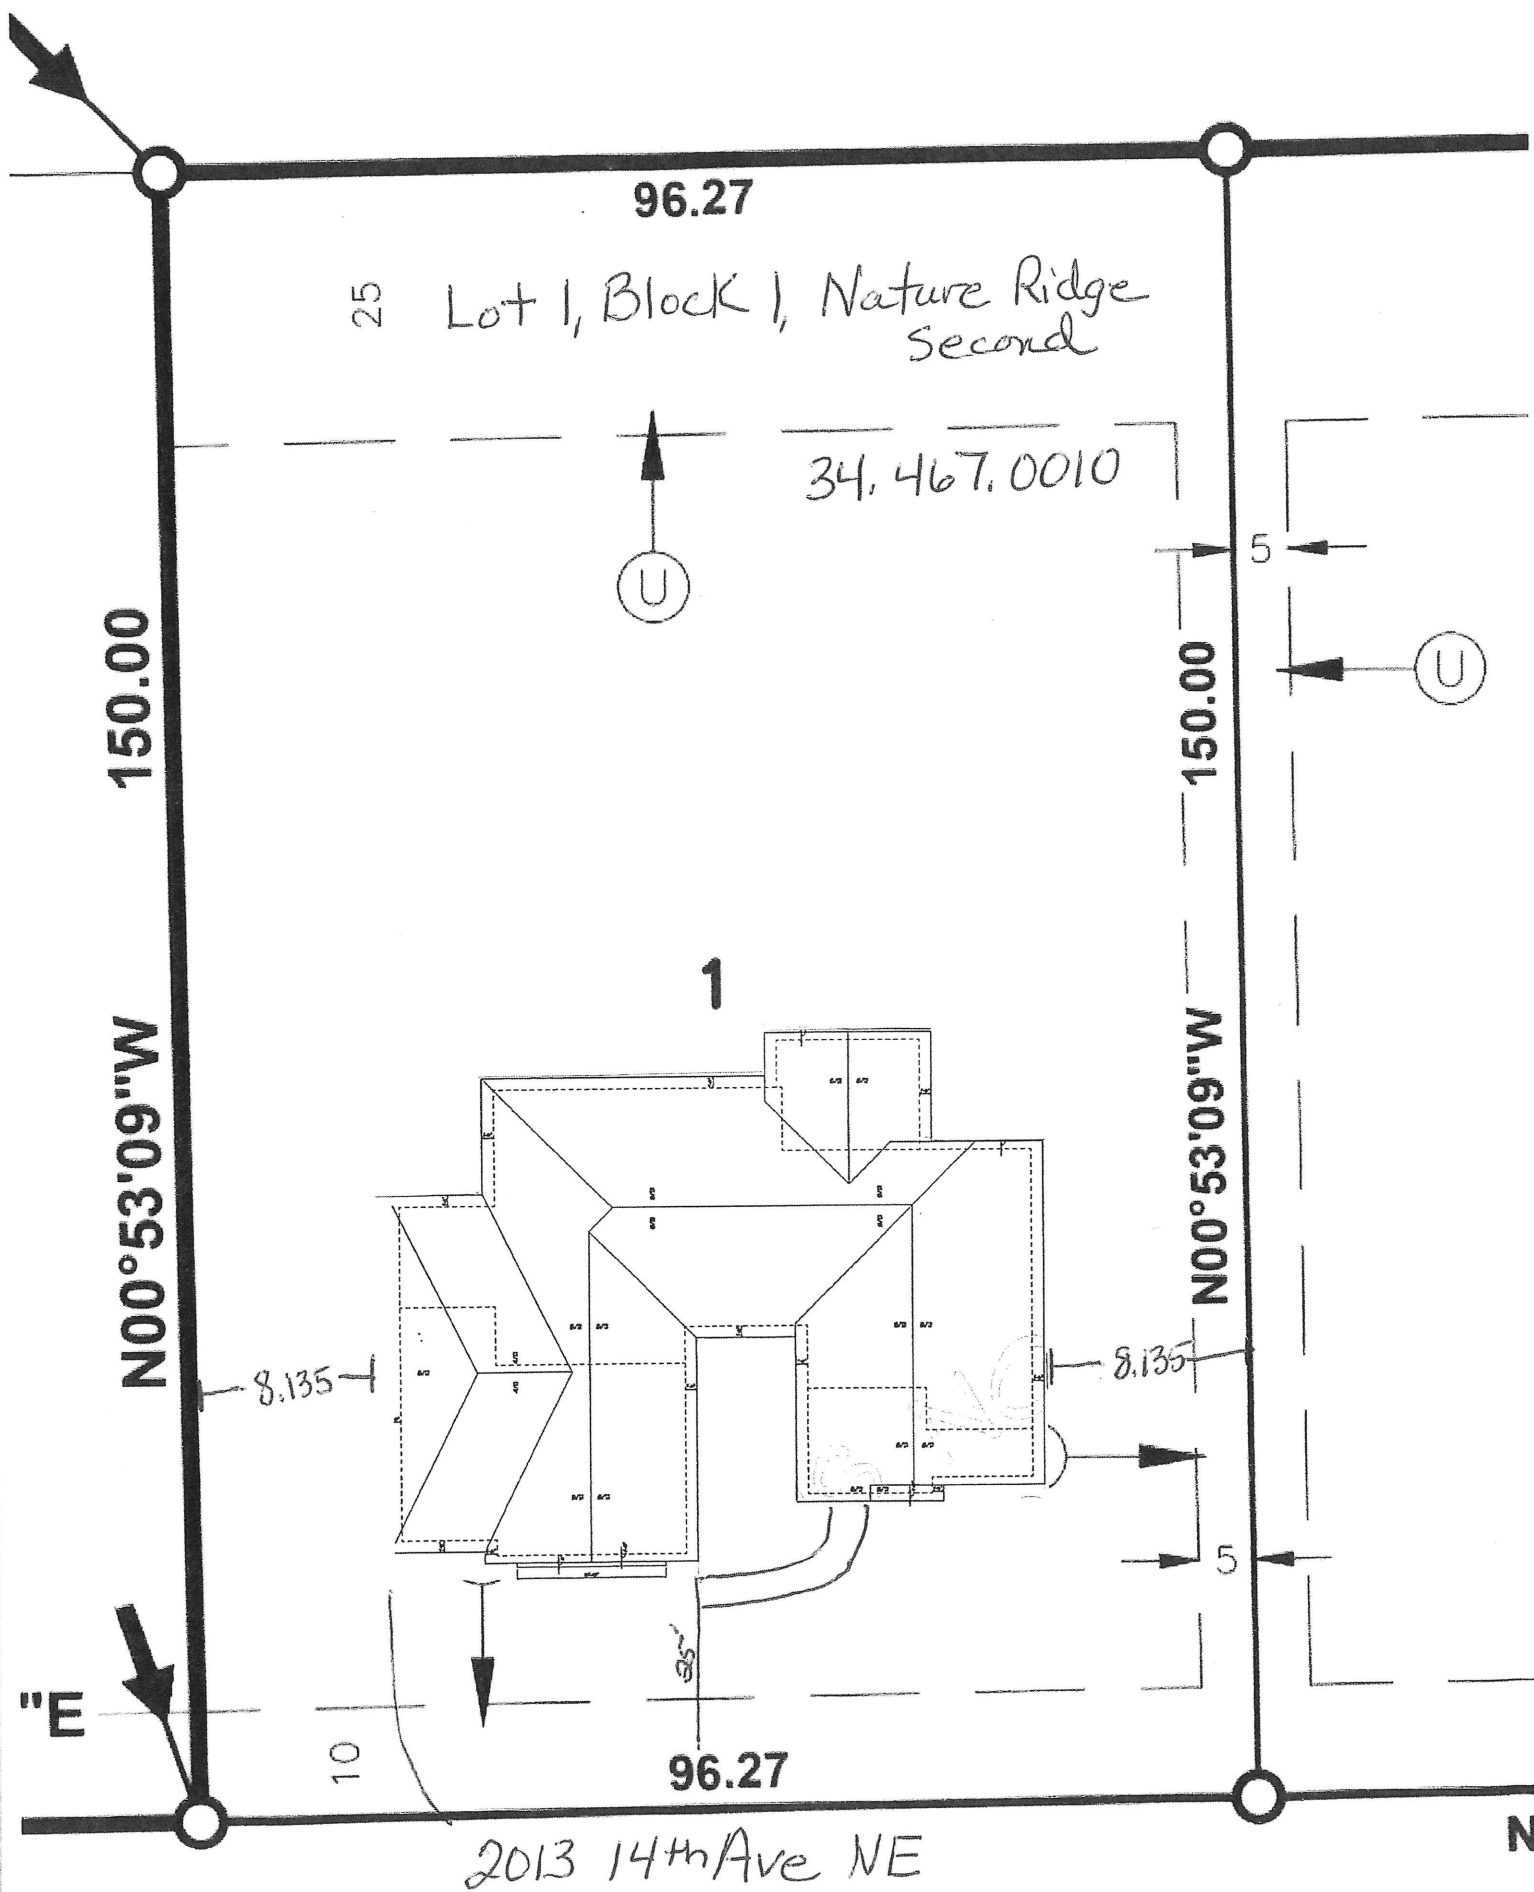 96.27
25
Lot 1, Block 1, Nature Ridge
Second
34.467.0010
U
5
U
150.00
150.00
1
N00°53'09"W
N00°53'09"W
8.135
8.135
5
25'
"E
10
96.27
N
2013 14th Ave NE